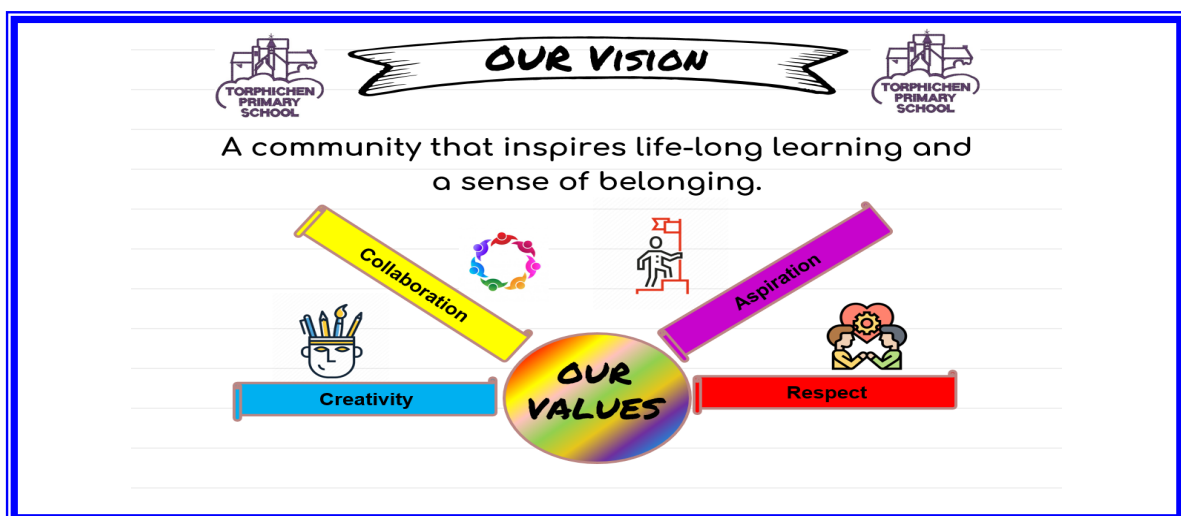 OUR VISION
TORPHICHEN
PRIMARY
SCHOOL
TORPHICHEN
PRIMARY
SCHOOL
A community that inspires life-long learning and
a sense of belonging.
Collaboration
Aspiration
Creativity
OUR
VALUES
Respect